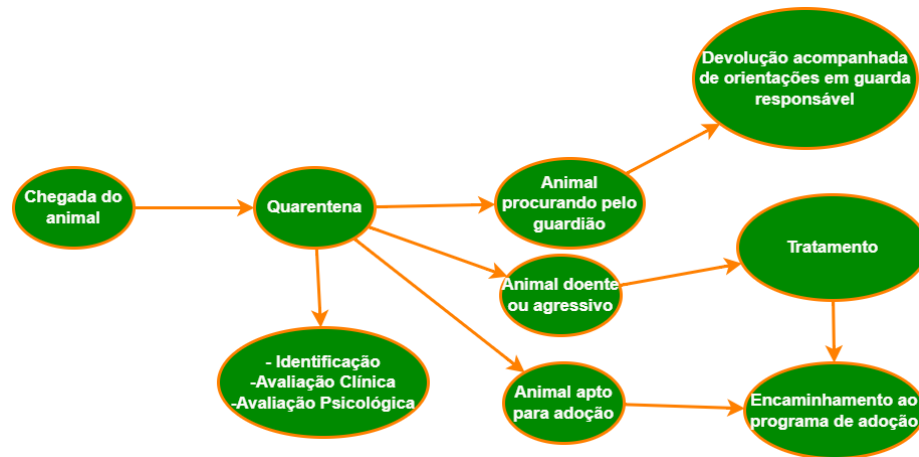 Devolução acompanhada
de orientações em guarda
responsável
Chegada do
animal
Quarentena
Animal
procurando pelo
guardião
Tratamento
Animal doente
ou agressivo
- Identificação
-Avaliação Clínica
-Avaliação Psicológica
Animal apto
para adoção
Encaminhamento ao
programa de adoção